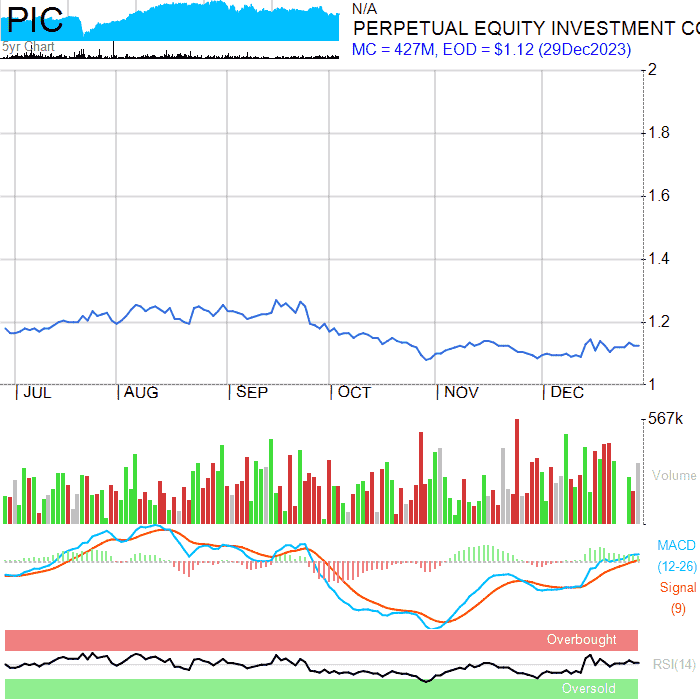 PIC
5yr Chart
N/A
PERPETUAL EQUITY INVESTMENT CO
MC = 427M, EOD = $1.12 (29Dec2023)
2
1.8
1.6
1.4
1.2
1
JUL AUG SEP OCT NOV DEC
567k
Volume
MACD
(12-26)
Signal
(9)
Overbought
RSI(14)
Oversold